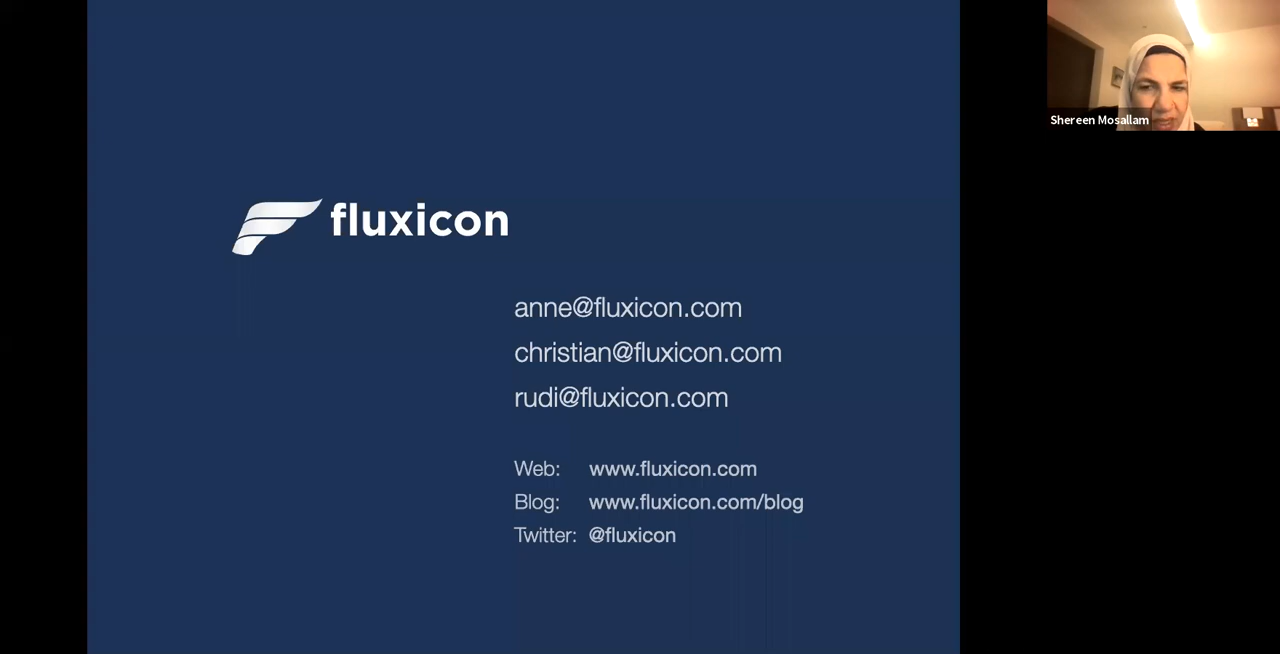 fluxicon
anne@fluxicon.com
christian@fluxicon.com
rudi@fluxicon.com
Web: www.fluxicon.com
Blog: www.fluxicon.com/blog
Twitter: @fluxicon
Shereen Mosallam